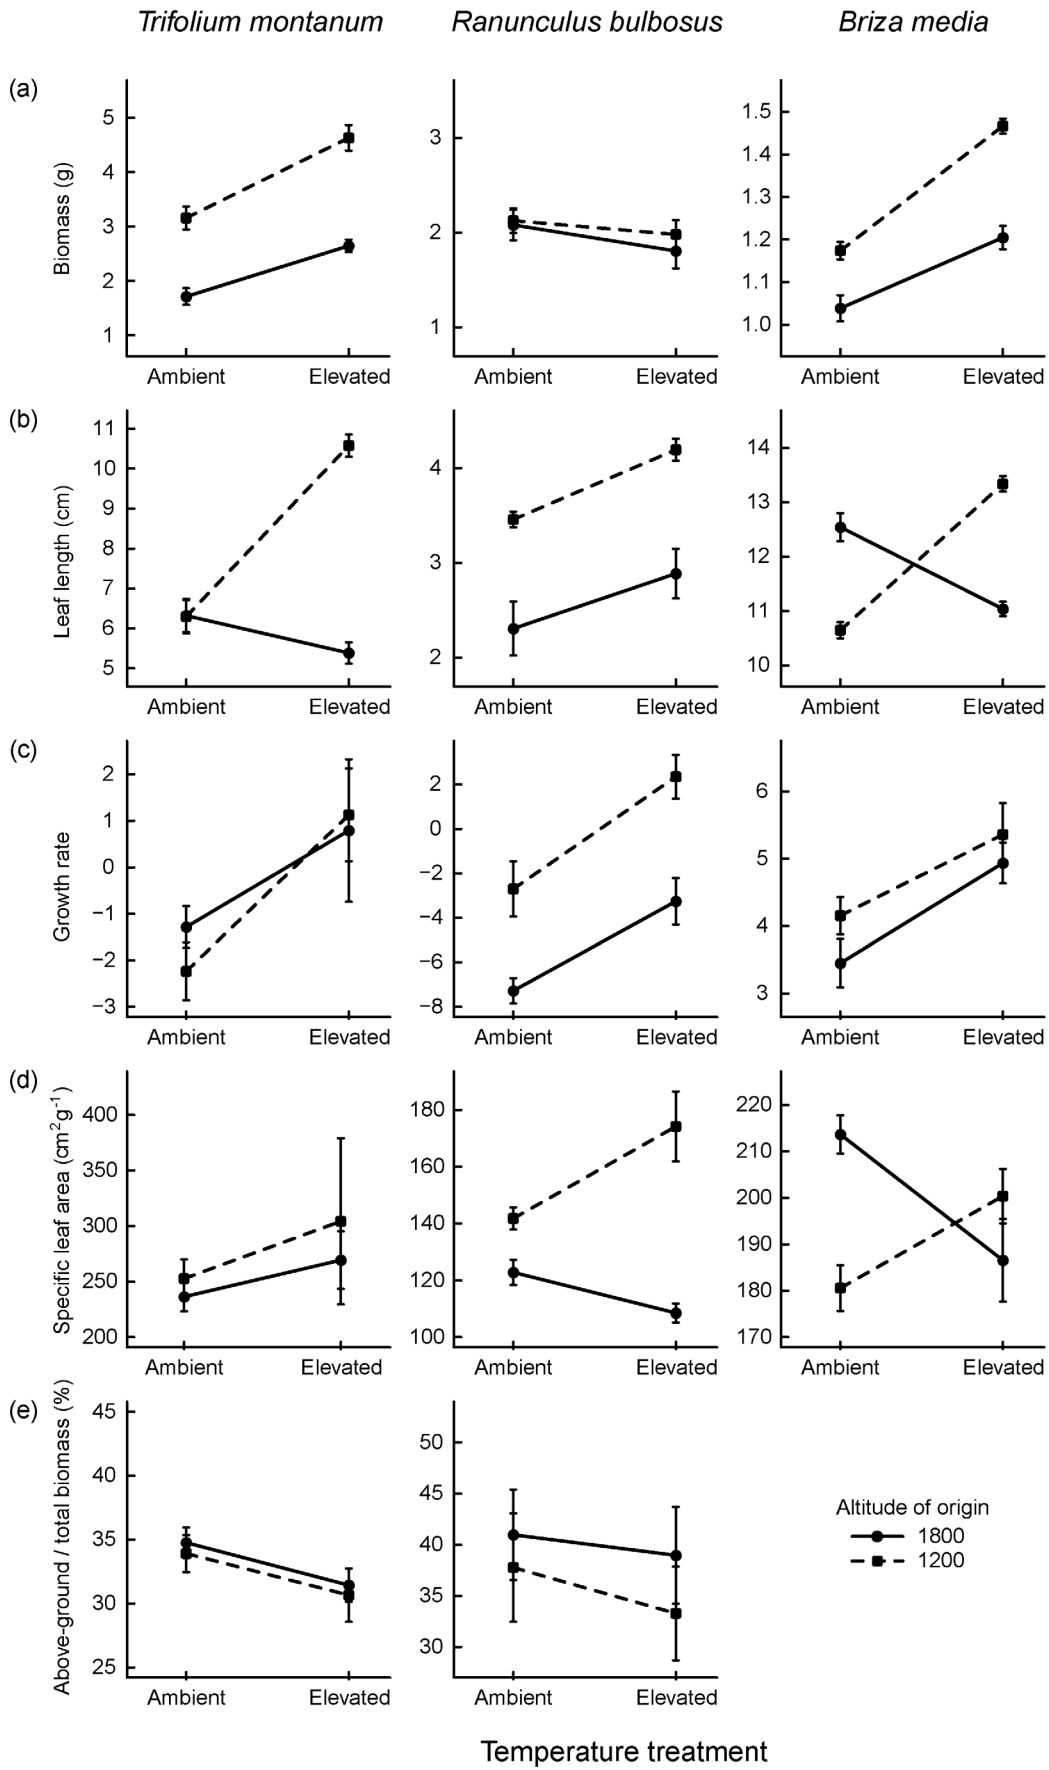 Trifolium montanum Ranunculus bulbosus Briza media
(a)
Biomass (g)
5
4
3
2
1
Ambient Elevated
3
2
1
Ambient Elevated
1.5
1.4
1.3
1.2
1.1
1.0
Ambient Elevated
(b)
Leaf length (cm)
11
10
9
8
7
6
5
Ambient Elevated
4
3
2
Ambient Elevated
14
13
12
11
10
Ambient Elevated
(c)
Growth rate
2
1
0
−1
−2
−3
Ambient Elevated
2
0
−2
−4
−6
−8
Ambient Elevated
6
5
4
3
Ambient Elevated
(d)
Specific leaf area (cm²g⁻¹)
400
350
300
250
200
Ambient Elevated
180
160
140
120
100
Ambient Elevated
220
210
200
190
180
170
Ambient Elevated
(e)
Above-ground / total biomass (%)
45
40
35
30
25
Ambient Elevated
50
45
40
35
30
Ambient Elevated
Altitude of origin
1800
1200
Temperature treatment